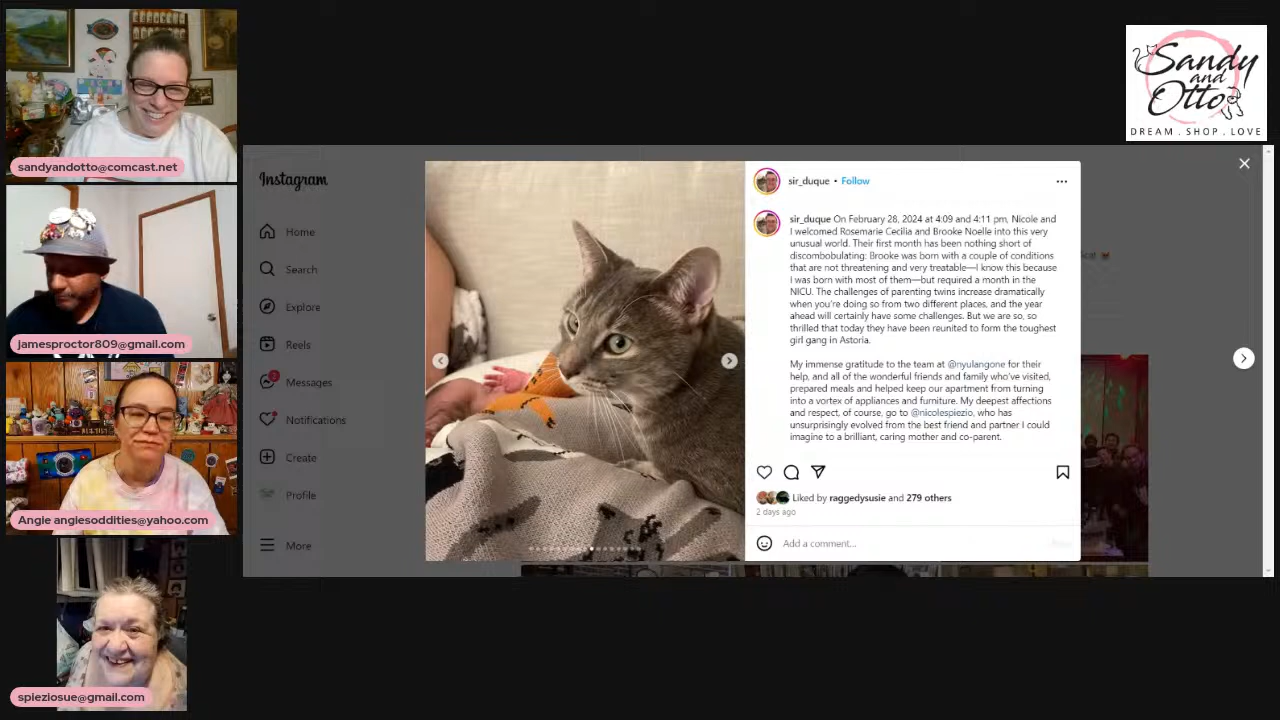 sandyandotto@comcast.net
jamesproctor809@gmail.com
Angie angiesoddities@yahoo.com
spieziosue@gmail.com
Sandy
and
Otto
DREAM . SHOP . LOVE
Instagram
Home
Search
Explore
Reels
2
Messages
Notifications
Create
Profile
More
sir_duque • Follow
sir_duque On February 28, 2024 at 4:09 and 4:11 pm, Nicole and
I welcomed Rosemarie Cecilia and Brooke Noelle into this very
unusual world. Their first month has been nothing short of
discombobulating: Brooke was born with a couple of conditions
that are not threatening and very treatable—I know this because
I was born with most of them—but required a month in the
NICU. The challenges of parenting twins increase dramatically
when you're doing so from two different places, and the year
ahead will certainly have some challenges. But we are so, so
thrilled that today they have been reunited to form the toughest
girl gang in Astoria.
My immense gratitude to the team at @nyulangone for their
help, and all of the wonderful friends and family who've visited,
prepared meals and helped keep our apartment from turning
into a vortex of appliances and furniture. My deepest affections
and respect, of course, go to @nicolespiezio, who has
unsurprisingly evolved from the best friend and partner I could
imagine to a brilliant, caring mother and co-parent.
Liked by raggedysusie and 279 others
2 days ago
Add a comment...
Post